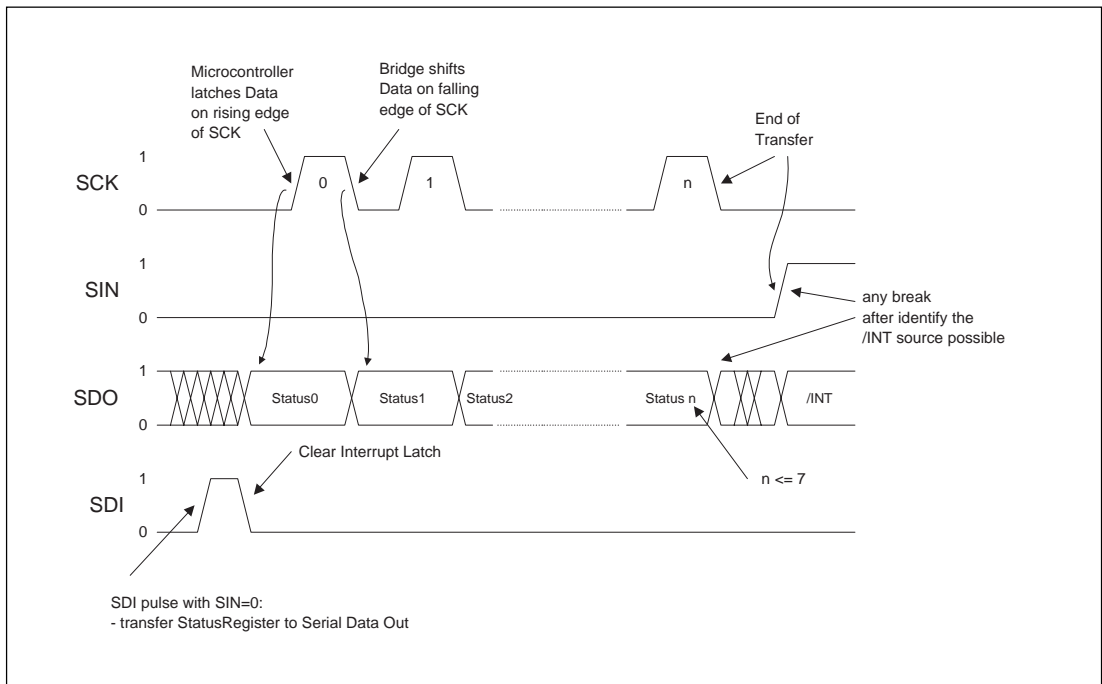 Microcontroller
latches Data
on rising edge
of SCK
Bridge shifts
Data on falling
edge of SCK
End of
Transfer
SCK
1
0
0
1
n
SIN
1
0
any break
after identify the
/INT source possible
SDO
1
0
Status0
Status1
Status2
Status n
/INT
Clear Interrupt Latch
n <= 7
SDI
1
0
SDI pulse with SIN=0:
- transfer StatusRegister to Serial Data Out